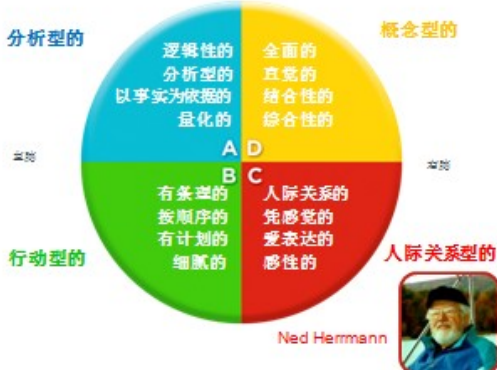 分析型的
概念型的
逻辑性的
分析型的
以事实为依据的
量化的
全面的
直觉的
结合性的
综合性的
A D
B C
有条理的
按顺序的
有计划的
细腻的
人际关系的
凭感觉的
爱表达的
感性的
行动型的
人际关系型的
Ned Herrmann